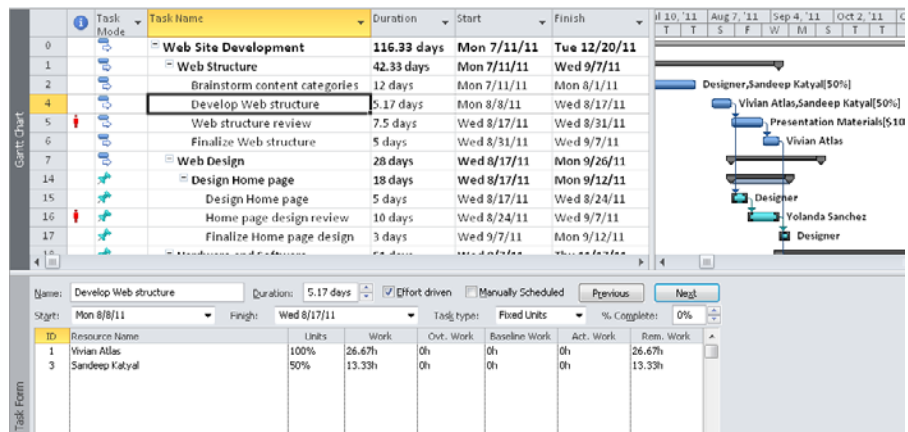 Task Mode Task Name Duration Start Finish 10, '11 Aug 7, '11 Sep 4, '11 Oct 2, '11
T T S F W M S T T
0 Web Site Development 116.33 days Mon 7/11/11 Tue 12/20/11
1 Web Structure 42.33 days Mon 7/11/11 Wed 9/7/11
2 Brainstorm content categories 12 days Mon 7/11/11 Mon 8/1/11 Designer,Sandeep Katyal[50%]
4 Develop Web structure 5.17 days Mon 8/8/11 Wed 8/17/11 Vivian Atlas,Sandeep Katyal[50%]
5 Web structure review 7.5 days Wed 8/17/11 Wed 8/31/11 Presentation Materials[$10
6 Finalize Web structure 5 days Wed 8/31/11 Wed 9/7/11 Vivian Atlas
7 Web Design 28 days Wed 8/17/11 Mon 9/26/11
14 Design Home page 18 days Wed 8/17/11 Mon 9/12/11
15 Design Home page 5 days Wed 8/17/11 Wed 8/24/11 Designer
16 Home page design review 10 days Wed 8/24/11 Wed 9/7/11 Yolanda Sanchez
17 Finalize Home page design 3 days Wed 9/7/11 Mon 9/12/11 Designer
Gantt Chart
Name: Develop Web structure Duration: 5.17 days Effort driven Manually Scheduled Previous Next
Start: Mon 8/8/11 Finish: Wed 8/17/11 Task type: Fixed Units % Complete: 0%
ID Resource Name Units Work Ovt. Work Baseline Work Act. Work Rem. Work
1 Vivian Atlas 100% 26.67h 0h 0h 0h 26.67h
3 Sandeep Katyal 50% 13.33h 0h 0h 0h 13.33h
Task Form